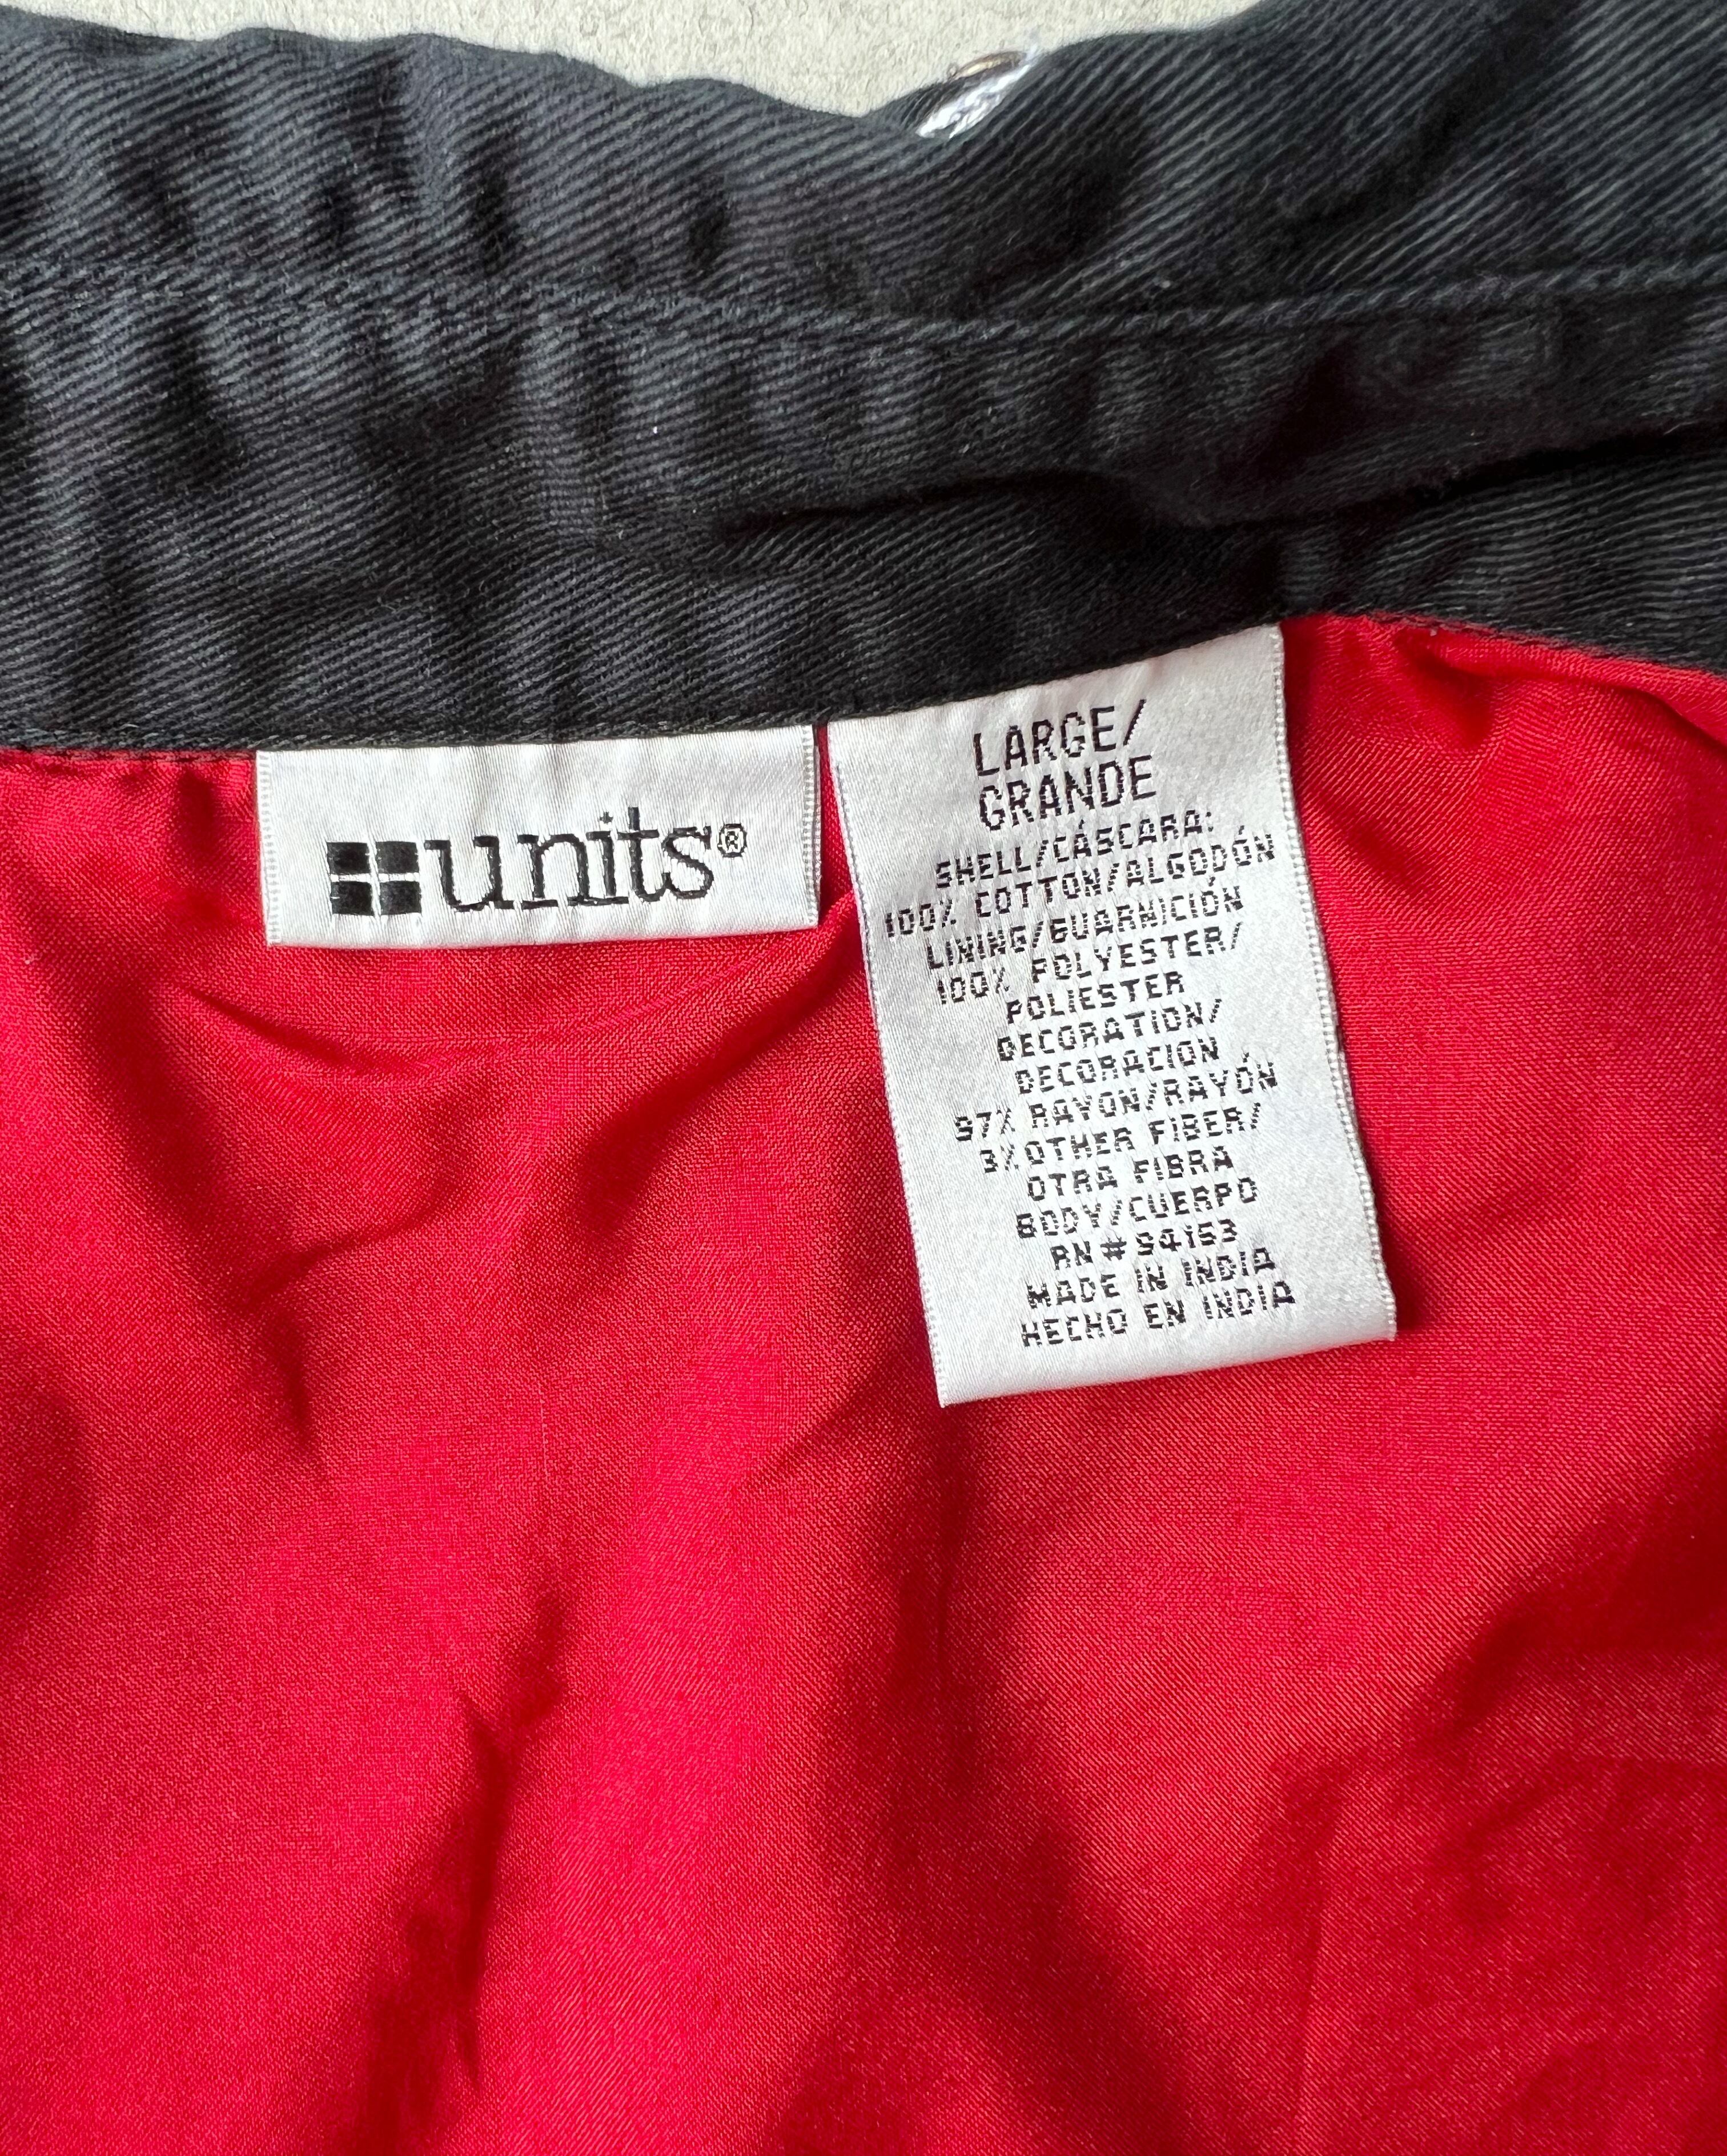 units®
LARGE/
GRANDE
SHELL/CÁSCARA:
100% COTTON/ALGODÓN
LINING/GUARNICIÓN
100% POLYESTER/
POLIESTER
DECORATION/
DECORACION
97% RAYON/RAYÓN
3% OTHER FIBER/
OTRA FIBRA
BODY/CUERPO
RN#94153
MADE IN INDIA
HECHO EN INDIA